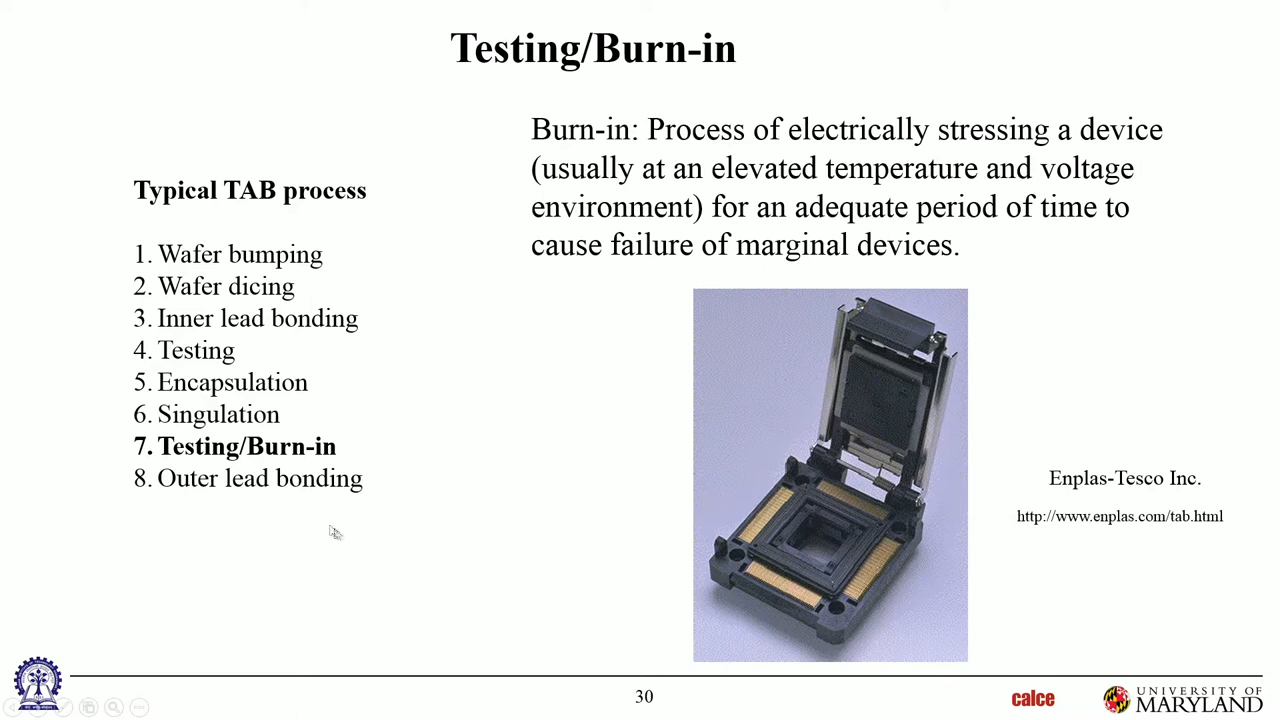 Testing/Burn-in
Burn-in: Process of electrically stressing a device
(usually at an elevated temperature and voltage
environment) for an adequate period of time to
cause failure of marginal devices.
Typical TAB process
1. Wafer bumping
2. Wafer dicing
3. Inner lead bonding
4. Testing
5. Encapsulation
6. Singulation
7. Testing/Burn-in
8. Outer lead bonding
Enplas-Tesco Inc.
http://www.enplas.com/tab.html
30
calce
UNIVERSITY OF
MARYLAND